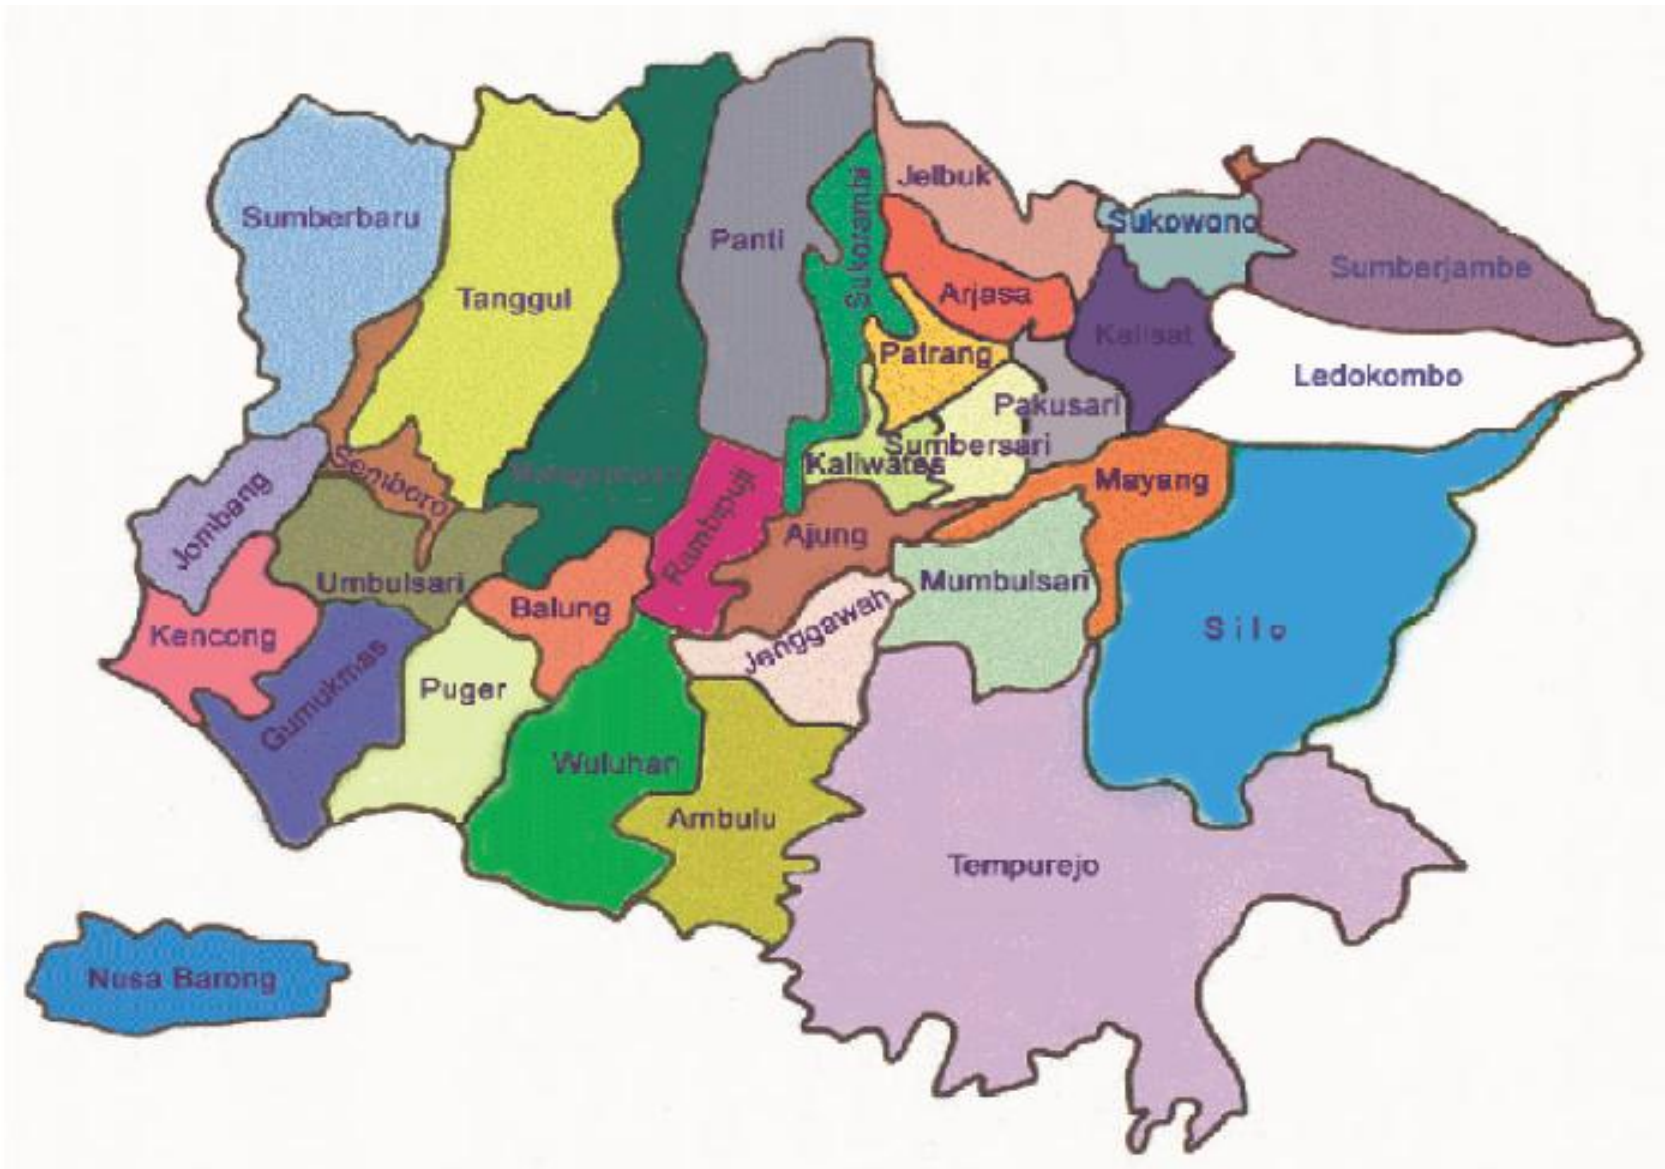 Jelbuk
Sumberbaru
Sukowono
Sukorambi
Panti
Sumberjambe
Tanggul
Arjasa
Kalisat
Patrang
Ledokombo
Pakusari
Sumbersari
Kaliwates
Semboro
Mayang
Jombang
Rambipuji
Ajung
Umbulsari
Mumbulsari
Balung
Kencong
Jenggawah
Silo
Gumukmas
Puger
Wuluhan
Ambulu
Tempurejo
Nusa Barong